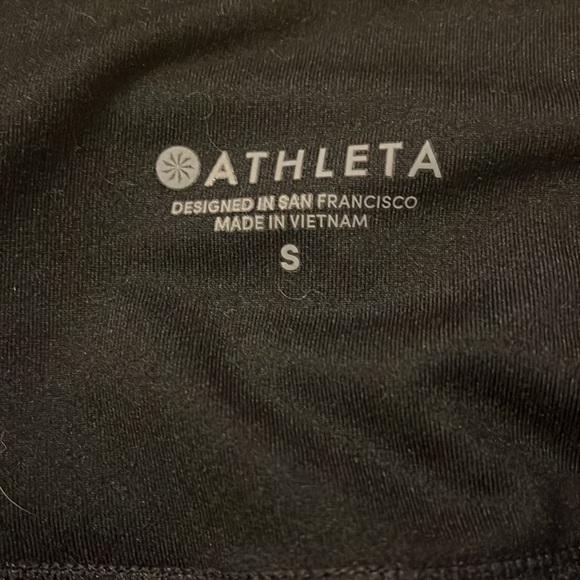 ATHLETA
DESIGNED IN SAN FRANCISCO
MADE IN VIETNAM
S